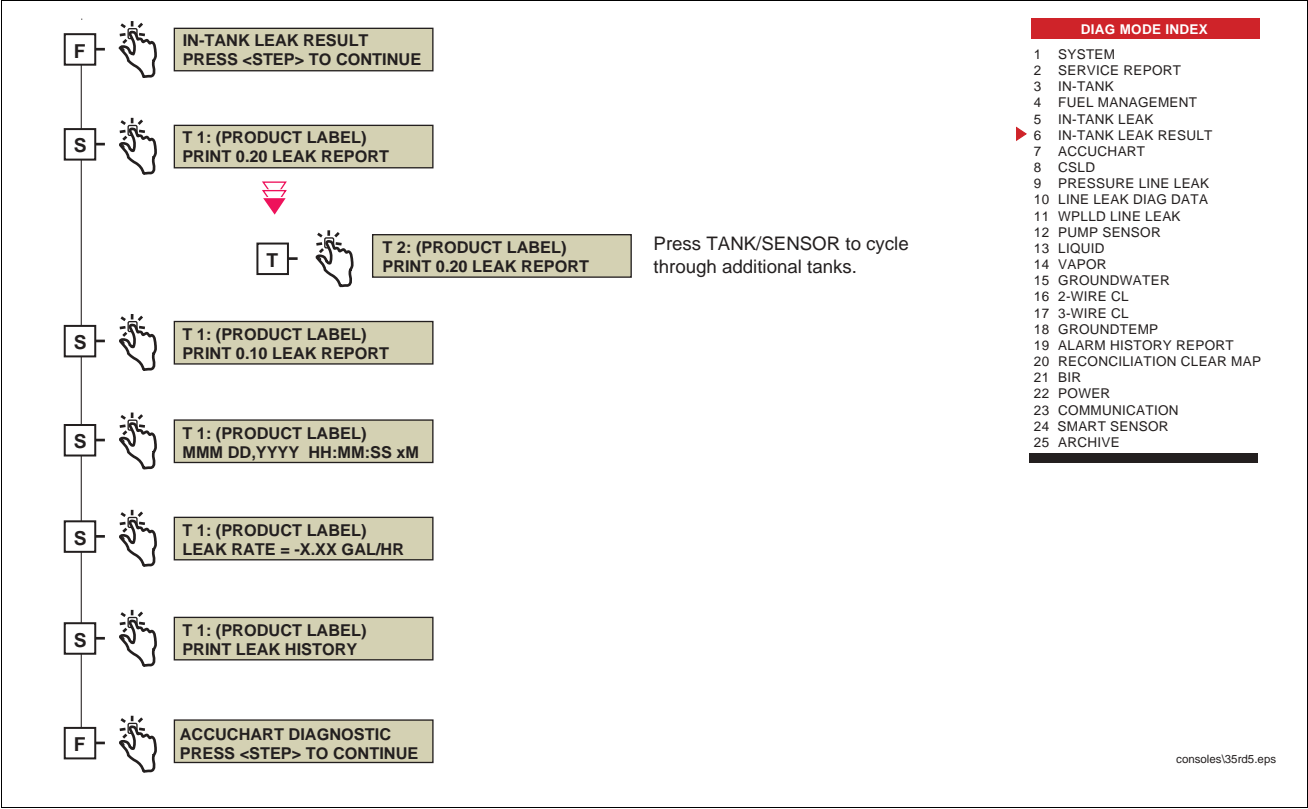 F
IN-TANK LEAK RESULT
PRESS <STEP> TO CONTINUE
S
T 1: (PRODUCT LABEL)
PRINT 0.20 LEAK REPORT
T
T 2: (PRODUCT LABEL)
PRINT 0.20 LEAK REPORT
Press TANK/SENSOR to cycle
through additional tanks.
S
T 1: (PRODUCT LABEL)
PRINT 0.10 LEAK REPORT
S
T 1: (PRODUCT LABEL)
MMM DD,YYYY HH:MM:SS xM
S
T 1: (PRODUCT LABEL)
LEAK RATE = -X.XX GAL/HR
S
T 1: (PRODUCT LABEL)
PRINT LEAK HISTORY
F
ACCUCHART DIAGNOSTIC
PRESS <STEP> TO CONTINUE
DIAG MODE INDEX
1 SYSTEM
2 SERVICE REPORT
3 IN-TANK
4 FUEL MANAGEMENT
5 IN-TANK LEAK
6 IN-TANK LEAK RESULT
7 ACCUCHART
8 CSLD
9 PRESSURE LINE LEAK
10 LINE LEAK DIAG DATA
11 WPLLD LINE LEAK
12 PUMP SENSOR
13 LIQUID
14 VAPOR
15 GROUNDWATER
16 2-WIRE CL
17 3-WIRE CL
18 GROUNDTEMP
19 ALARM HISTORY REPORT
20 RECONCILIATION CLEAR MAP
21 BIR
22 POWER
23 COMMUNICATION
24 SMART SENSOR
25 ARCHIVE
consoles\35rd5.eps